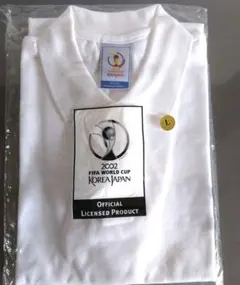 L
2002
FIFA WORLD CUP
KOREA JAPAN
OFFICIAL
LICENSED PRODUCT